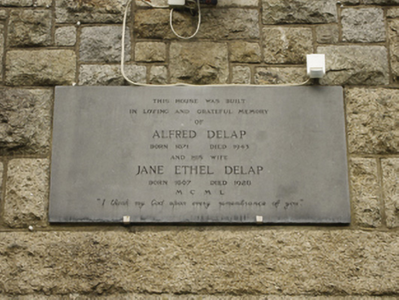 THIS HOUSE WAS BUILT
IN LOVING AND GRATEFUL MEMORY
OF
ALFRED DELAP
BORN 1871 DIED 1943
AND HIS WIFE
JANE ETHEL DELAP
BORN 1867 DIED 1920
M C M L
"I thank my God upon every remembrance of you"